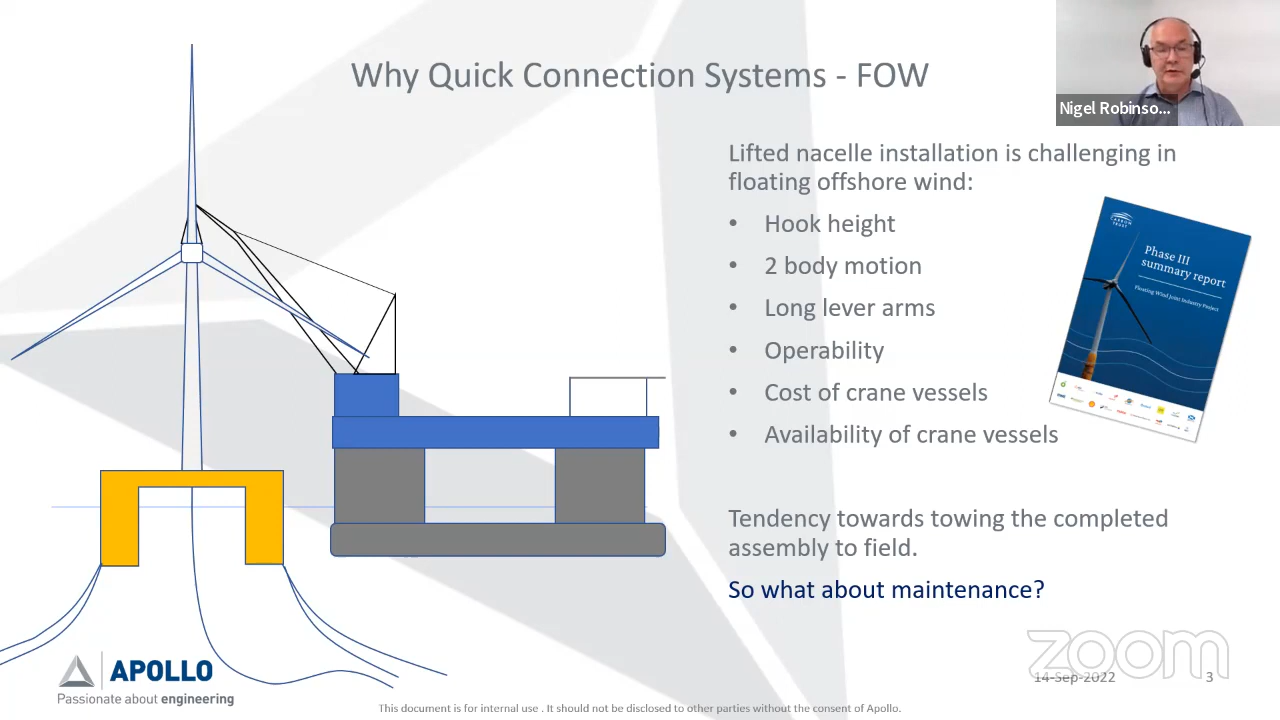 Why Quick Connection Systems - FOW
Nigel Robinso...
Lifted nacelle installation is challenging in
floating offshore wind:
• Hook height
• 2 body motion
• Long lever arms
• Operability
• Cost of crane vessels
• Availability of crane vessels
CARBON
TRUST
Phase III
summary report
Floating Wind Joint Industry Project
Tendency towards towing the completed
assembly to field.
So what about maintenance?
APOLLO
Passionate about engineering
zoom
14-Sep-2022
3
This document is for internal use . It should not be disclosed to other parties without the consent of Apollo.